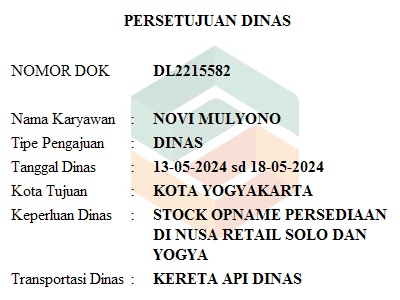 PERSETUJUAN DINAS
NOMOR DOK DL2215582
Nama Karyawan : NOVI MULYONO
Tipe Pengajuan : DINAS
Tanggal Dinas : 13-05-2024 sd 18-05-2024
Kota Tujuan : KOTA YOGYAKARTA
Keperluan Dinas : STOCK OPNAME PERSEDIAAN
DI NUSA RETAIL SOLO DAN
YOGYA
Transportasi Dinas : KERETA API DINAS